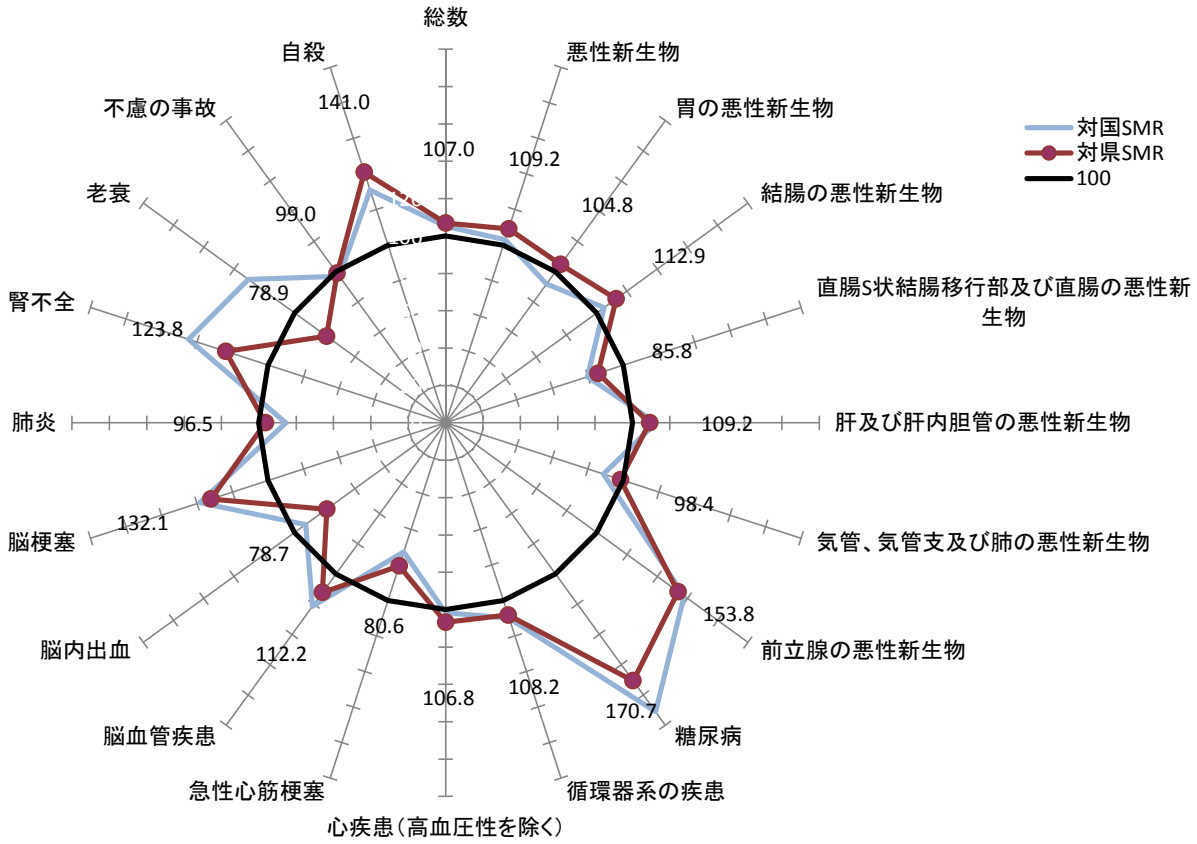 総数
悪性新生物
胃の悪性新生物
結腸の悪性新生物
直腸S状結腸移行部及び直腸の悪性新
生物
肝及び肝内胆管の悪性新生物
気管、気管支及び肺の悪性新生物
前立腺の悪性新生物
糖尿病
循環器系の疾患
心疾患(高血圧性を除く)
急性心筋梗塞
脳血管疾患
脳内出血
脳梗塞
肺炎
腎不全
老衰
不慮の事故
自殺
107.0
109.2
104.8
112.9
85.8
109.2
98.4
153.8
170.7
108.2
106.8
80.6
112.2
78.7
132.1
96.5
123.8
78.9
99.0
141.0
対国SMR
対県SMR
100